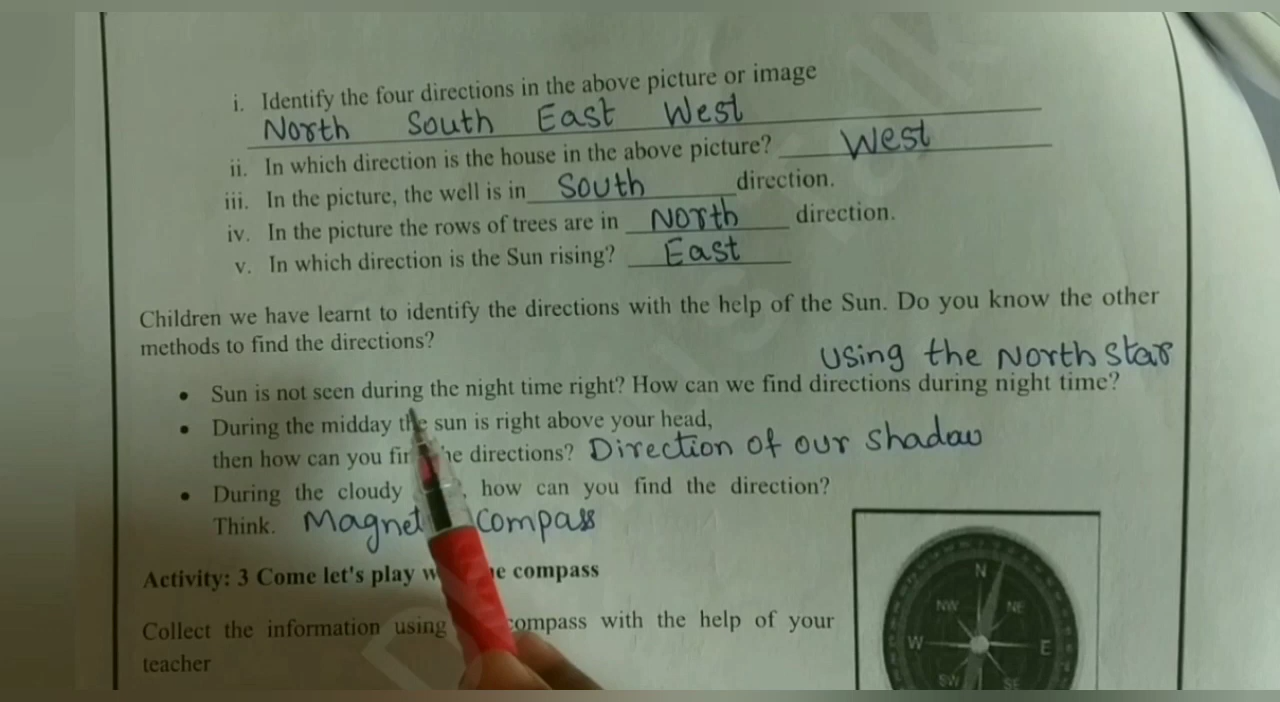 i. Identify the four directions in the above picture or image
North South East West
ii. In which direction is the house in the above picture? West
iii. In the picture, the well is in South direction.
iv. In the picture the rows of trees are in North direction.
v. In which direction is the Sun rising? East
Children we have learnt to identify the directions with the help of the Sun. Do you know the other
methods to find the directions?
Using the North Star
• Sun is not seen during the night time right? How can we find directions during night time?
• During the midday the sun is right above your head,
then how can you fin he directions? Direction of our shadow
• During the cloudy how can you find the direction?
Think. Magnet Compass
Activity: 3 Come let's play w e compass
Collect the information using compass with the help of your
teacher
N
NW NE
W E
SW SE